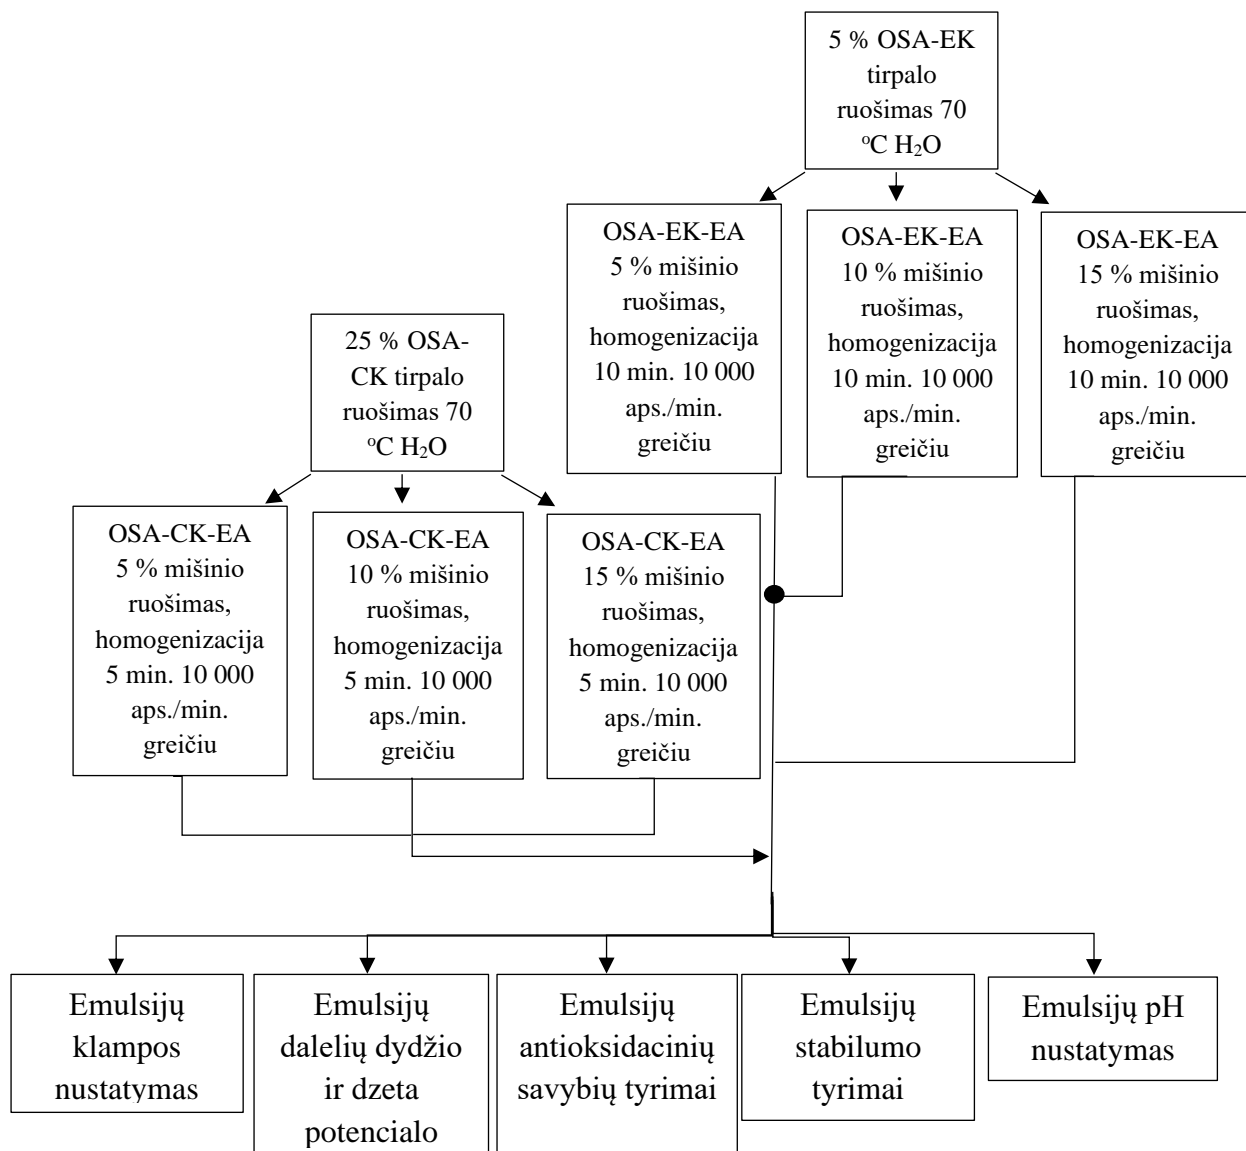 5 % OSA-EK
tirpalo
ruošimas 70
ºC H₂O
OSA-EK-EA
5 % mišinio
ruošimas,
homogenizacija
10 min. 10 000
aps./min.
greičiu
OSA-EK-EA
10 % mišinio
ruošimas,
homogenizacija
10 min. 10 000
aps./min.
greičiu
OSA-EK-EA
15 % mišinio
ruošimas,
homogenizacija
10 min. 10 000
aps./min.
greičiu
25 % OSA-
CK tirpalo
ruošimas 70
ºC H₂O
OSA-CK-EA
5 % mišinio
ruošimas,
homogenizacija
5 min. 10 000
aps./min.
greičiu
OSA-CK-EA
10 % mišinio
ruošimas,
homogenizacija
5 min. 10 000
aps./min.
greičiu
OSA-CK-EA
15 % mišinio
ruošimas,
homogenizacija
5 min. 10 000
aps./min.
greičiu
Emulsijų
klampos
nustatymas
Emulsijų
dalelių dydžio
ir dzeta
potencialo
Emulsijų
antioksidacinių
savybių tyrimai
Emulsijų
stabilumo
tyrimai
Emulsijų pH
nustatymas